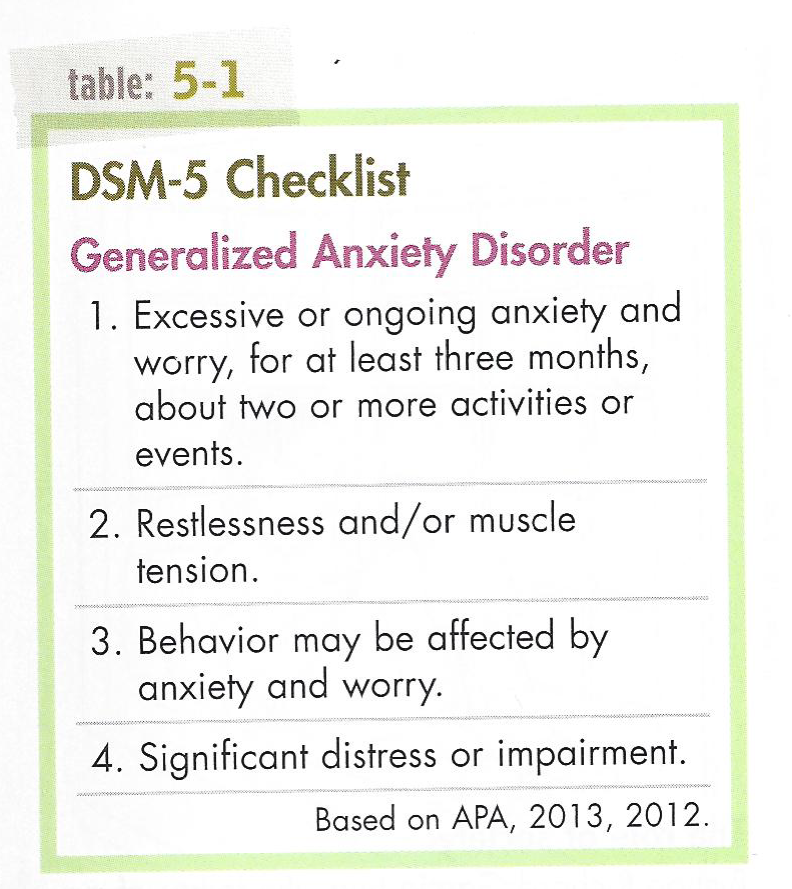 table: 5-1
DSM-5 Checklist
Generalized Anxiety Disorder
1. Excessive or ongoing anxiety and
worry, for at least three months,
about two or more activities or
events.
2. Restlessness and/or muscle
tension.
3. Behavior may be affected by
anxiety and worry.
4. Significant distress or impairment.
Based on APA, 2013, 2012.